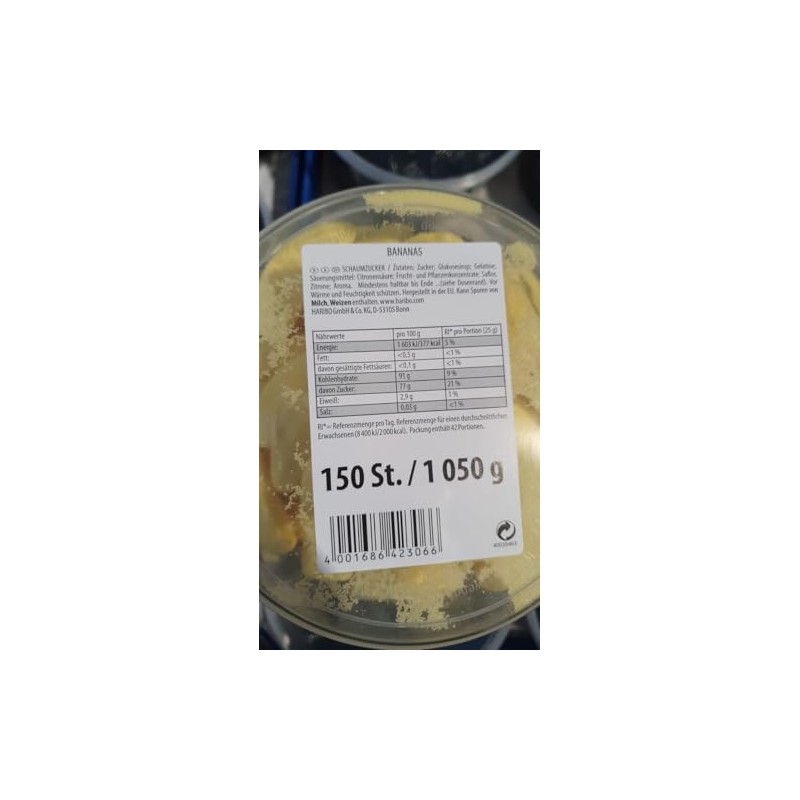 BANANAS
SCHAUMZUCKER / Zutaten: Zucker; Glukosesirup; Gelatine;
Säuerungsmittel: Citronensäure; Frucht- und Pflanzenkonzentrate: Saflor,
Zitrone; Aroma. Mindestens haltbar bis Ende ...(siehe Dosenrand). Vor
Wärme und Feuchtigkeit schützen. Hergestellt in der EU. Kann Spuren von
Milch, Weizen enthalten. www.haribo.com
HARIBO GmbH & Co. KG, D-53105 Bonn
Nährwerte pro 100 g RI* pro Portion (25 g)
Energie: 1 603 kJ/377 kcal 5 %
Fett: <0,5 g <1 %
davon gesättigte Fettsäuren: <0,1 g <1 %
Kohlenhydrate: 91 g 9 %
davon Zucker: 77 g 21 %
Eiweiß: 2,9 g 1 %
Salz: 0,03 g <1 %
RI*= Referenzmenge pro Tag. Referenzmenge für einen durchschnittlichen
Erwachsenen (8 400 kJ/2 000 kcal). Packung enthält 42 Portionen.
150 St. / 1 050 g
4 001686 423066